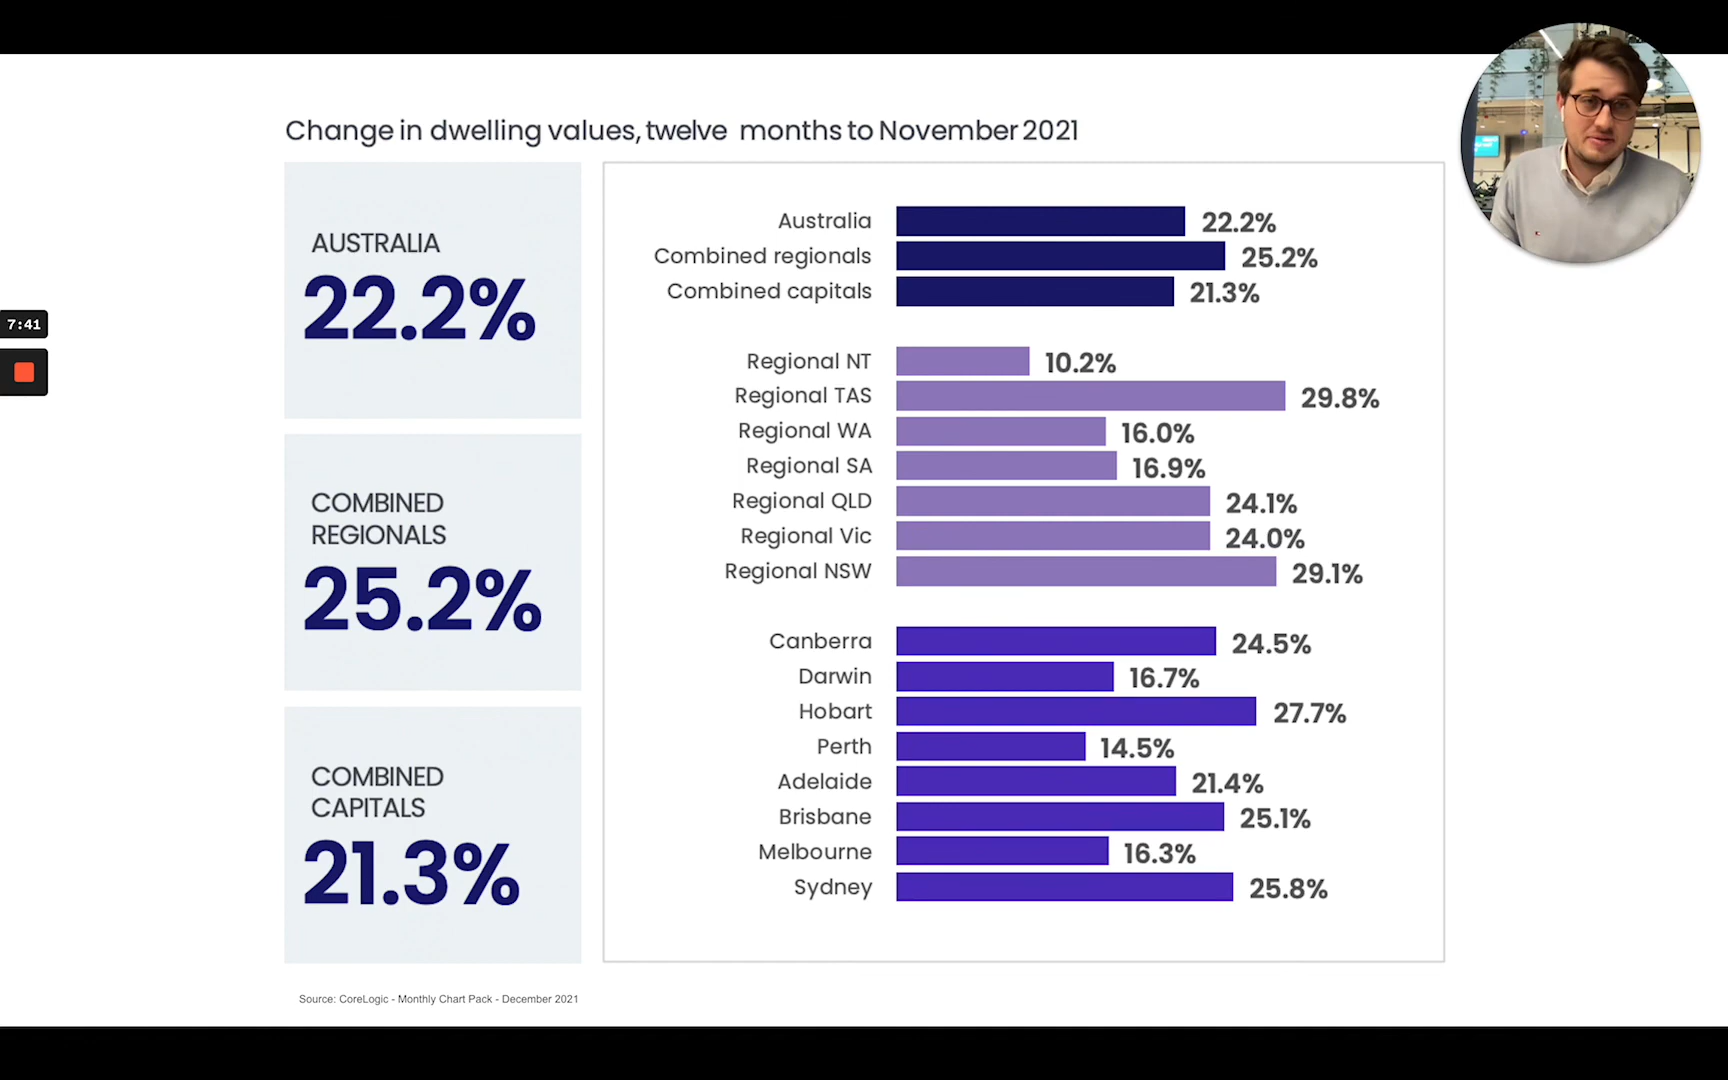 Change in dwelling values, twelve months to November 2021
AUSTRALIA
22.2%
COMBINED
REGIONALS
25.2%
COMBINED
CAPITALS
21.3%
Australia 22.2%
Combined regionals 25.2%
Combined capitals 21.3%
Regional NT 10.2%
Regional TAS 29.8%
Regional WA 16.0%
Regional SA 16.9%
Regional QLD 24.1%
Regional Vic 24.0%
Regional NSW 29.1%
Canberra 24.5%
Darwin 16.7%
Hobart 27.7%
Perth 14.5%
Adelaide 21.4%
Brisbane 25.1%
Melbourne 16.3%
Sydney 25.8%
Source: CoreLogic - Monthly Chart Pack - December 2021
7:41